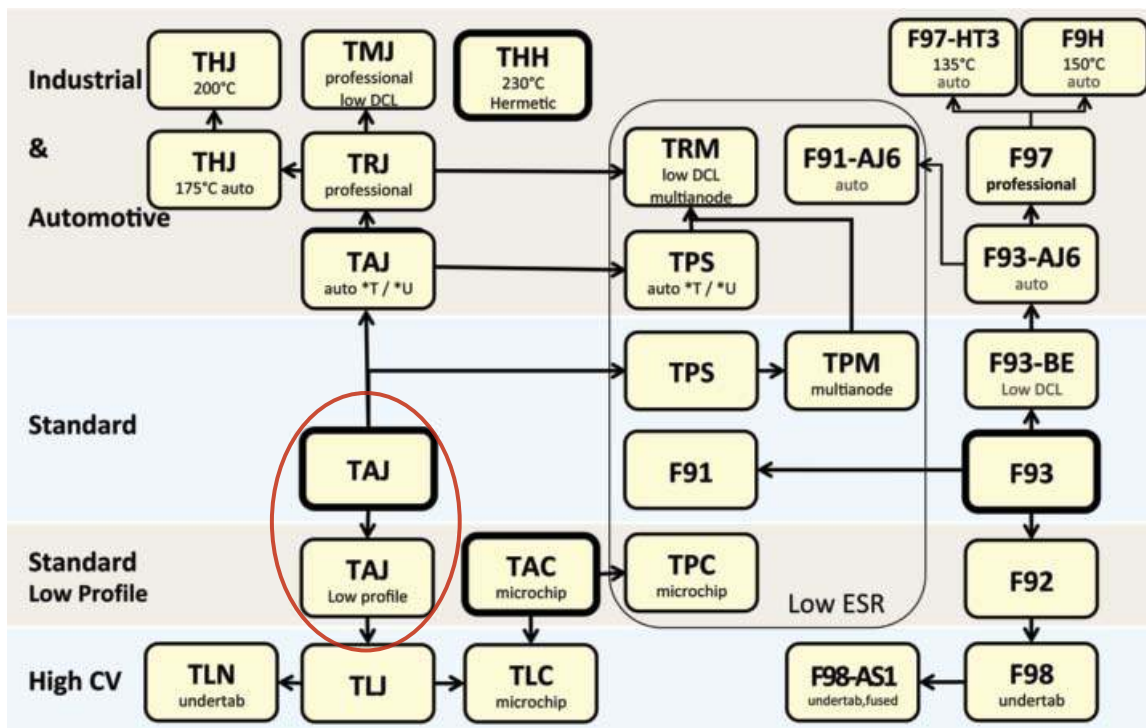 Industrial
&
Automotive
THJ
200°C
TMJ
professional
low DCL
THH
230°C
Hermetic
F97-HT3
135°C
auto
F9H
150°C
auto
THJ
175°C auto
TRJ
professional
TRM
low DCL
multianode
F91-AJ6
auto
F97
professional
TAJ
auto *T / *U
TPS
auto *T / *U
F93-AJ6
auto
Standard
TPS
TPM
multianode
F93-BE
Low DCL
TAJ
F91
F93
Standard
Low Profile
TAJ
Low profile
TAC
microchip
TPC
microchip
Low ESR
F92
High CV
TLN
undertab
TLJ
TLC
microchip
F98-AS1
undertab,fused
F98
undertab